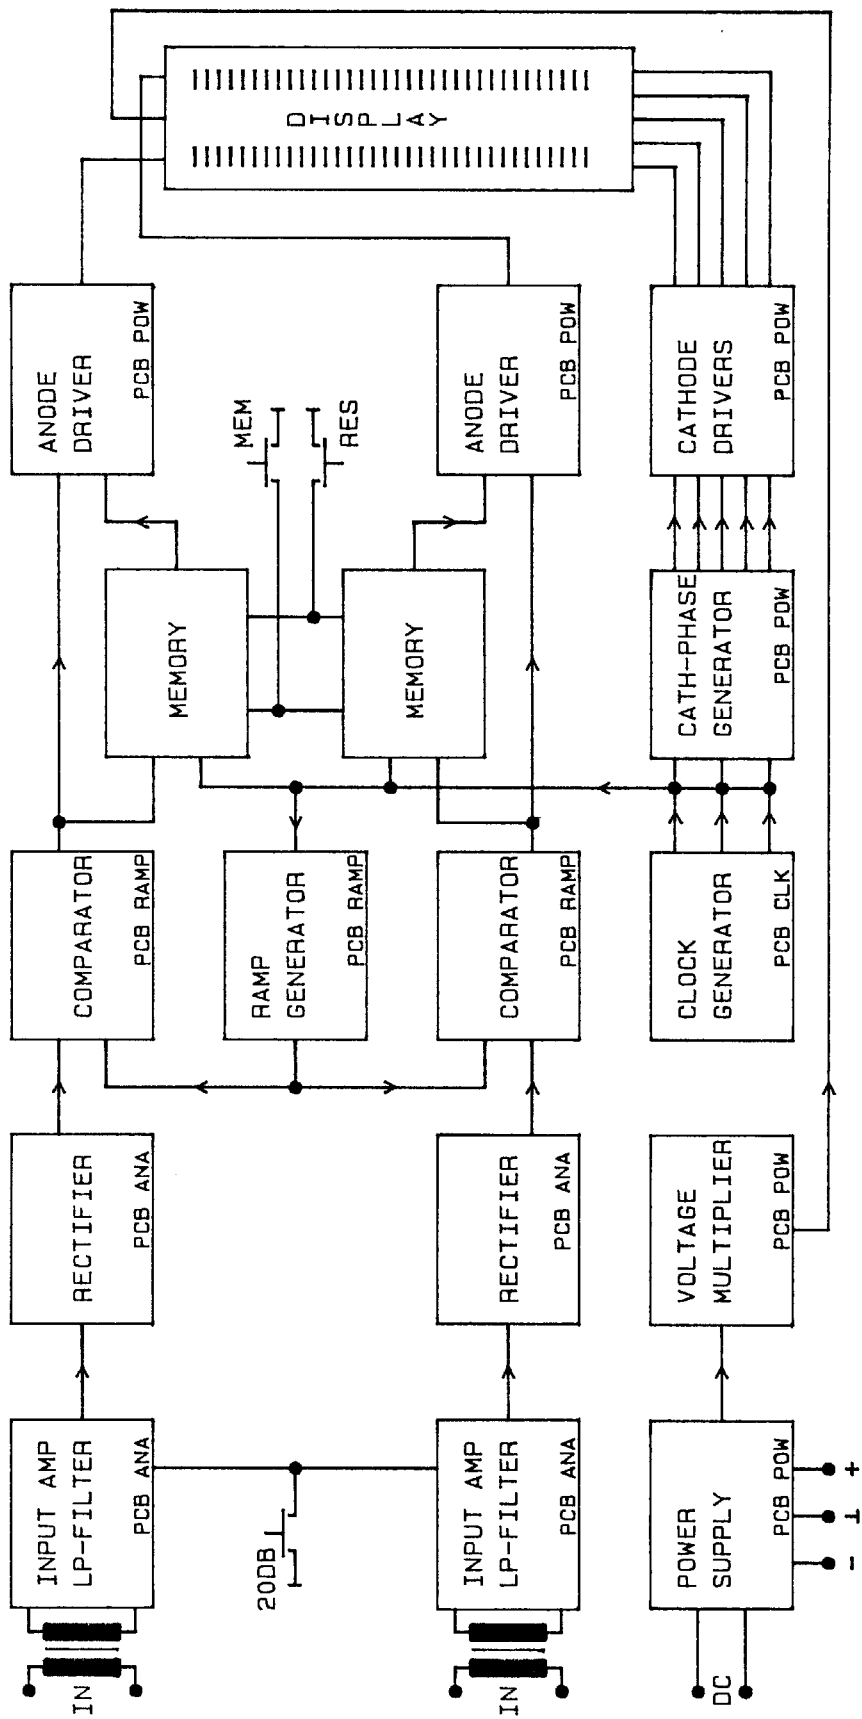 IN
INPUT AMP
LP-FILTER
PCB ANA
RECTIFIER
PCB ANA
COMPARATOR
PCB RAMP
MEMORY
ANODE
DRIVER
PCB POW
DISPLAY
20DB
RAMP
GENERATOR
PCB RAMP
MEM
RES
IN
INPUT AMP
LP-FILTER
PCB ANA
RECTIFIER
PCB ANA
COMPARATOR
PCB RAMP
MEMORY
ANODE
DRIVER
PCB POW
DC
POWER
SUPPLY
PCB POW
- ⊥ +
VOLTAGE
MULTIPLIER
PCB POW
CLOCK
GENERATOR
PCB CLK
CATH-PHASE
GENERATOR
PCB POW
CATHODE
DRIVERS
PCB POW